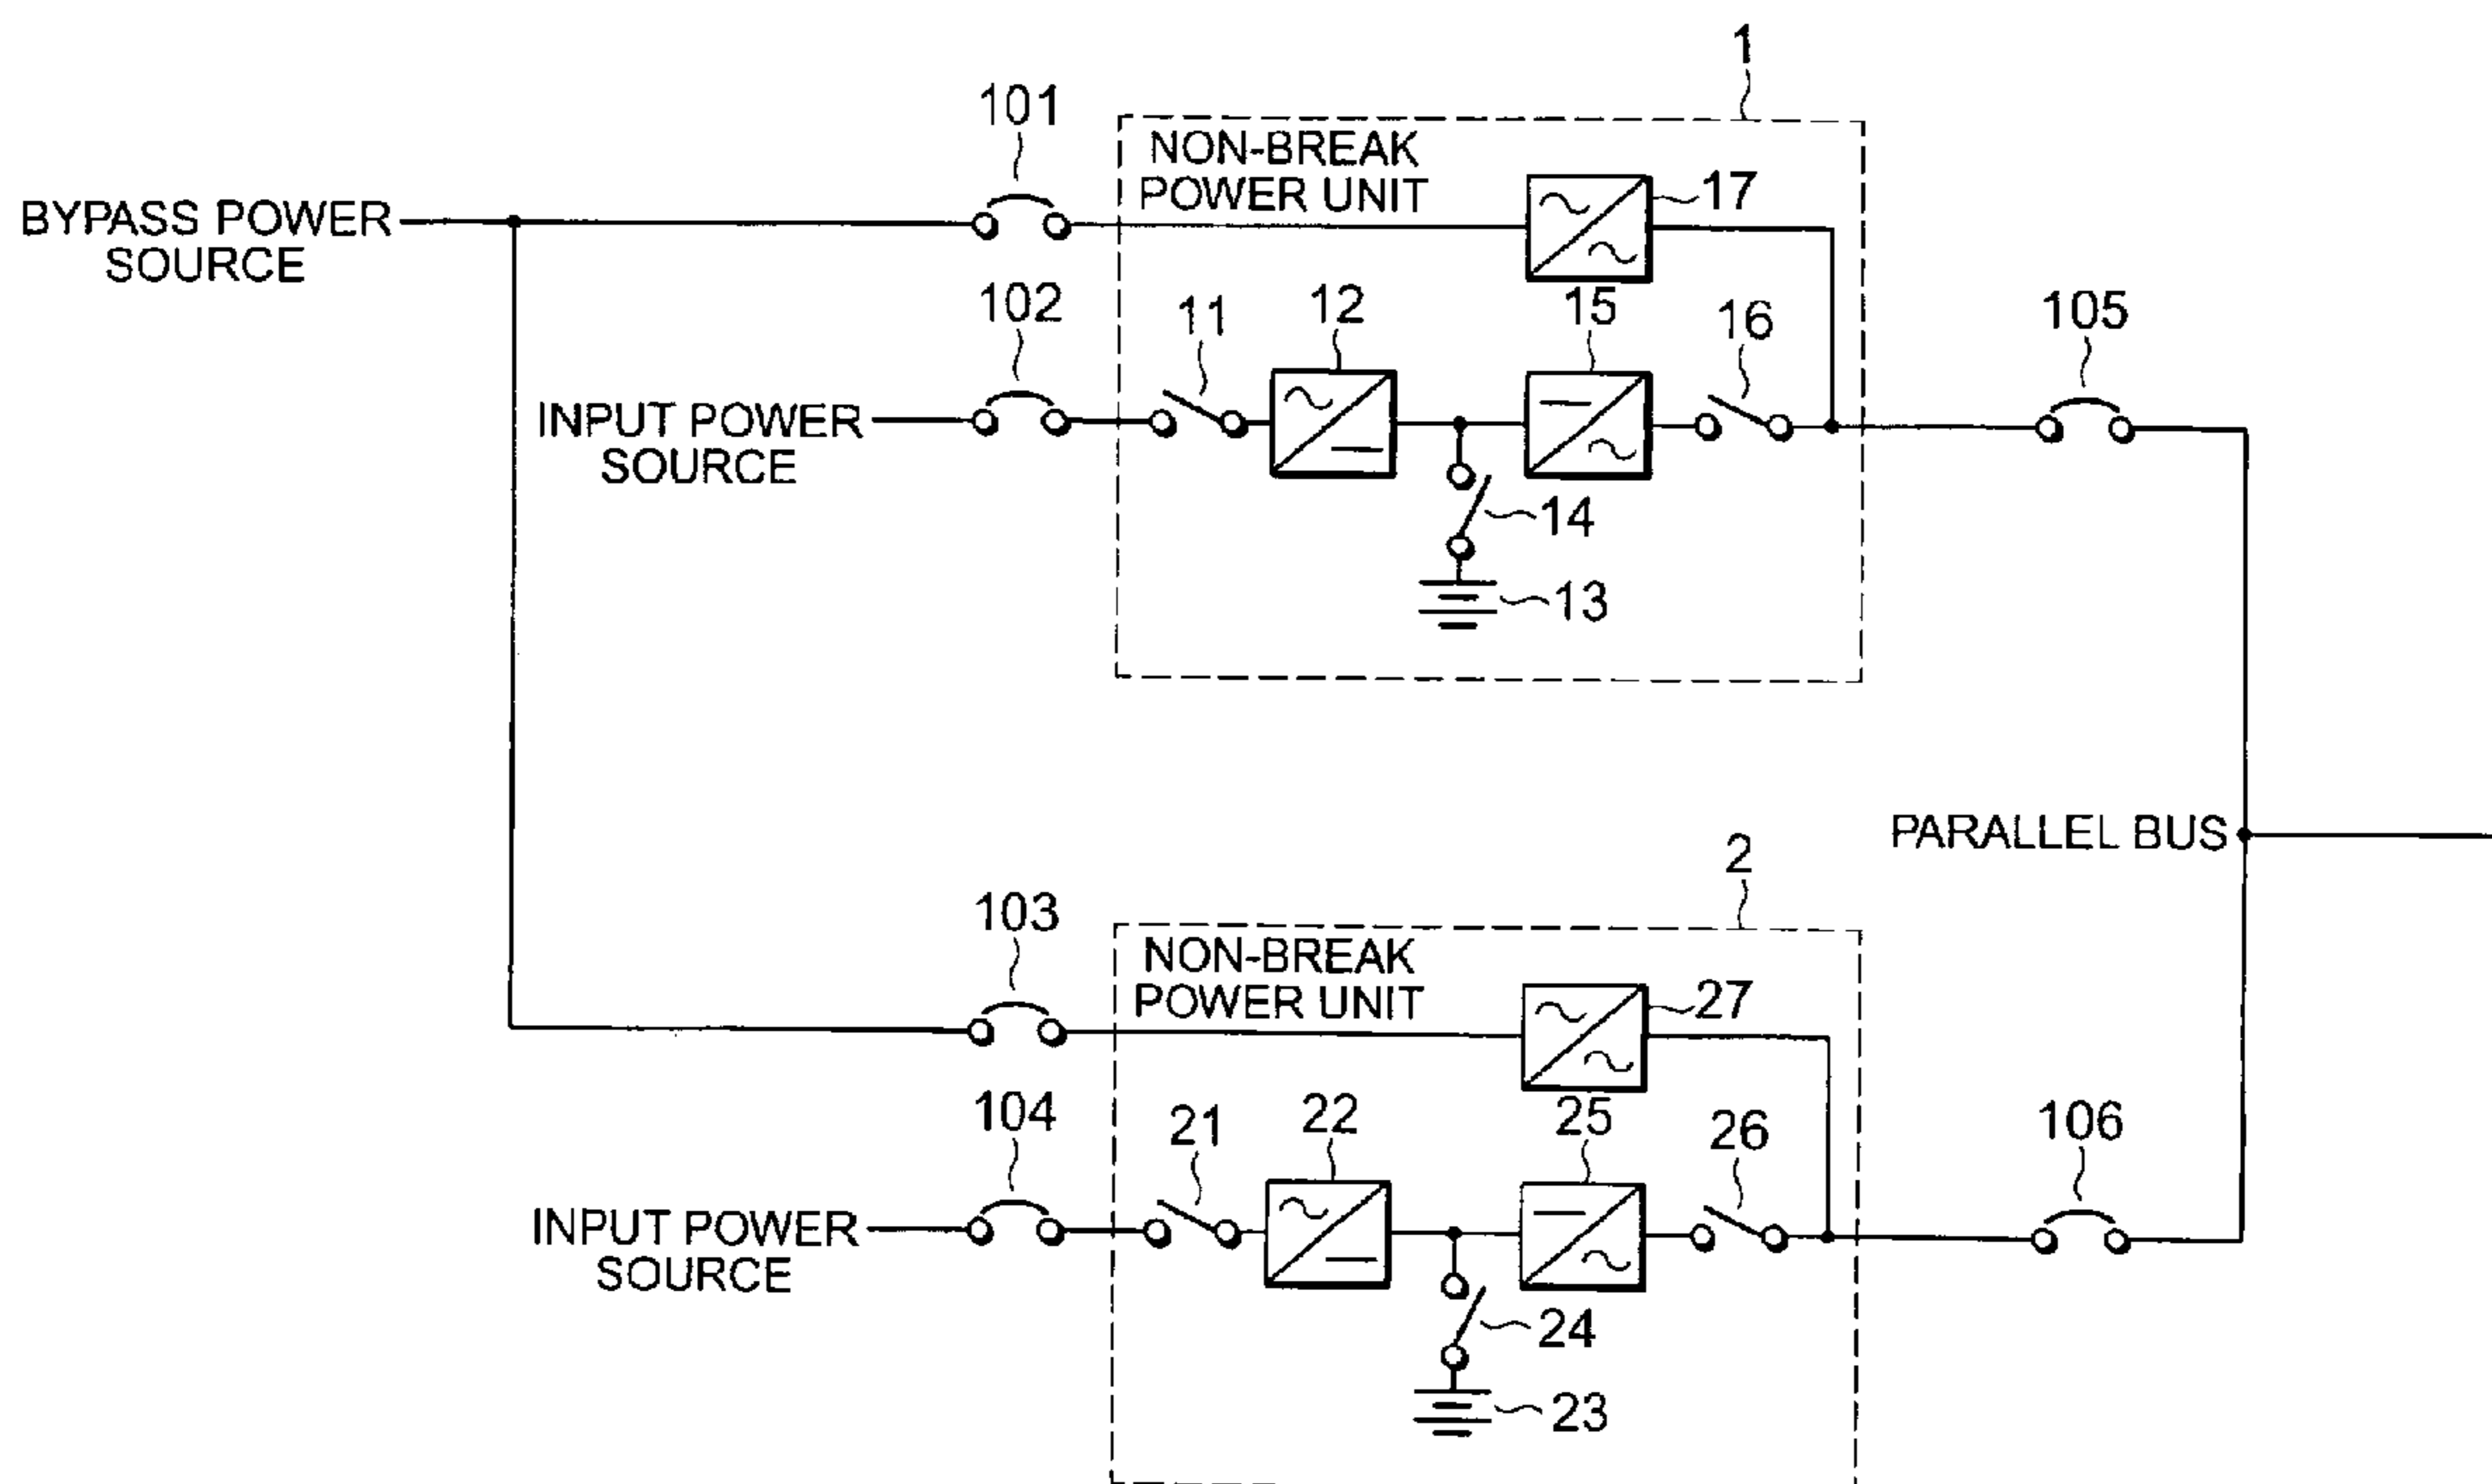 1
101
NON-BREAK
POWER UNIT
17
BYPASS POWER
SOURCE
102
11
12
15
16
105
INPUT POWER
SOURCE
14
13
PARALLEL BUS
2
103
NON-BREAK
POWER UNIT
27
104
21
22
25
26
106
INPUT POWER
SOURCE
24
23